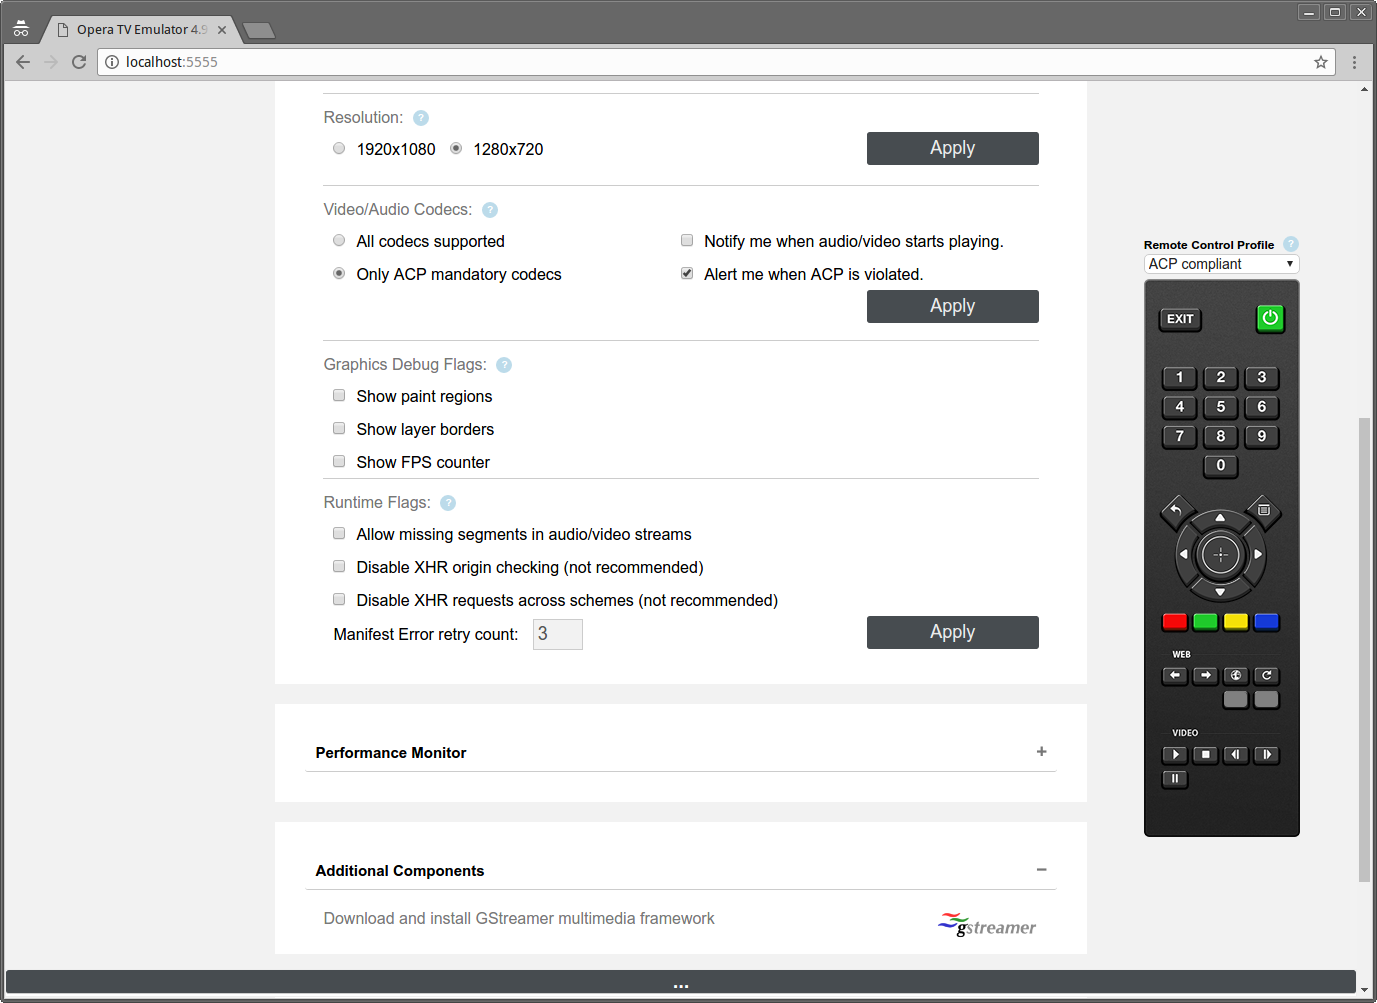 Opera TV Emulator 4.9
localhost:5555
Resolution: ?
1920x1080 1280x720
Apply
Video/Audio Codecs: ?
All codecs supported
Notify me when audio/video starts playing.
Only ACP mandatory codecs
Alert me when ACP is violated.
Apply
Graphics Debug Flags: ?
Show paint regions
Show layer borders
Show FPS counter
Runtime Flags: ?
Allow missing segments in audio/video streams
Disable XHR origin checking (not recommended)
Disable XHR requests across schemes (not recommended)
Manifest Error retry count: 3
Apply
Performance Monitor +
Additional Components −
Download and install GStreamer multimedia framework
gstreamer
...
Remote Control Profile ?
ACP compliant
EXIT
1 2 3
4 5 6
7 8 9
0
WEB
VIDEO